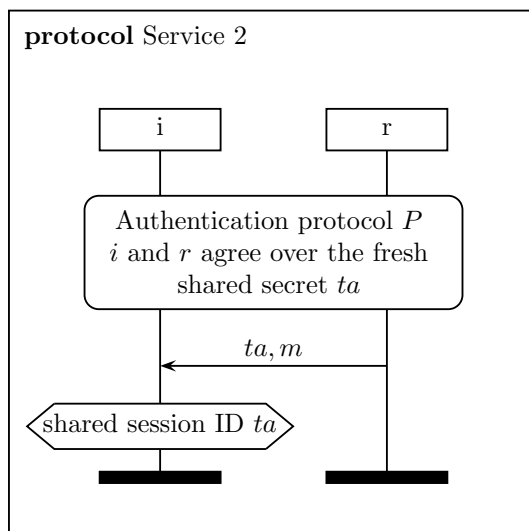 protocol Service 2
i
r
Authentication protocol P
i and r agree over the fresh
shared secret ta
ta, m
shared session ID ta